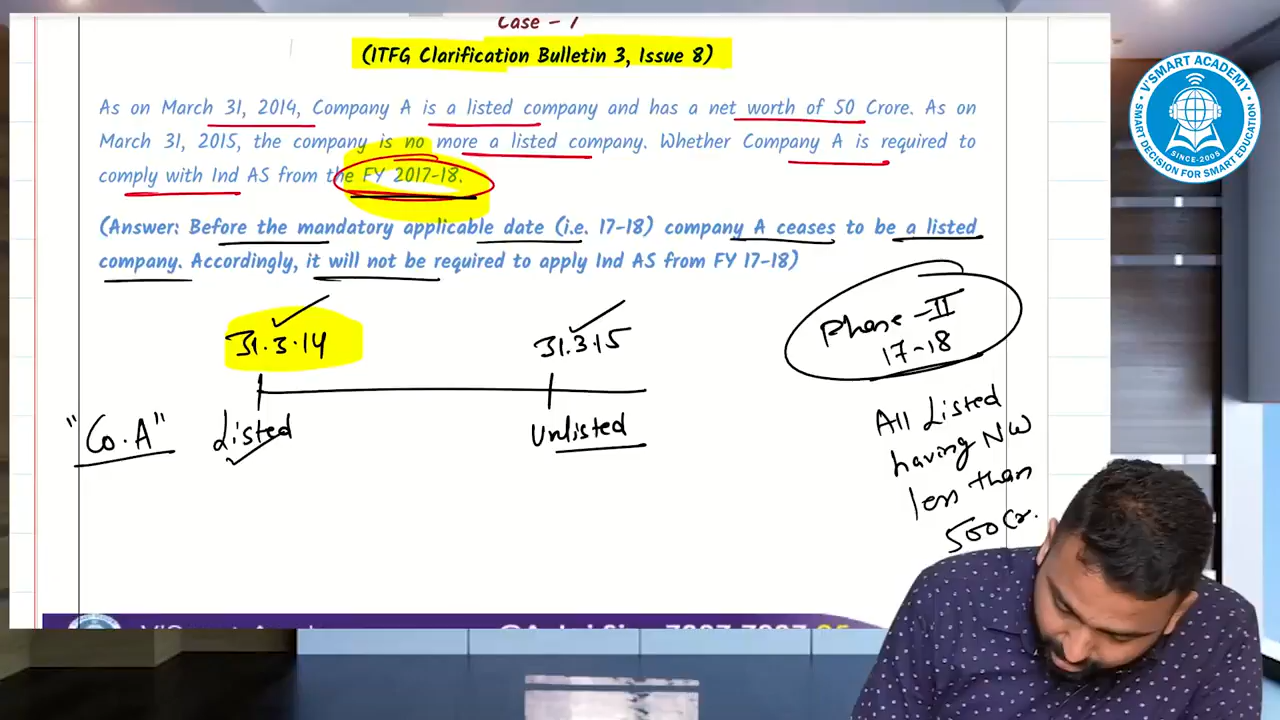 Case - 7
(ITFG Clarification Bulletin 3, Issue 8)
As on March 31, 2014, Company A is a listed company and has a net worth of 50 Crore. As on
March 31, 2015, the company is no more a listed company. Whether Company A is required to
comply with Ind AS from the FY 2017-18.
(Answer: Before the mandatory applicable date (i.e. 17-18) company A ceases to be a listed
company. Accordingly, it will not be required to apply Ind AS from FY 17-18)
31.3.14
31.3.15
"Co.A"
Listed
Unlisted
Phase-II
17-18
All Listed
having NW
less than
500 Cr.
V'SMART ACADEMY
SINCE-2006
SMART DECISION FOR SMART EDUCATION